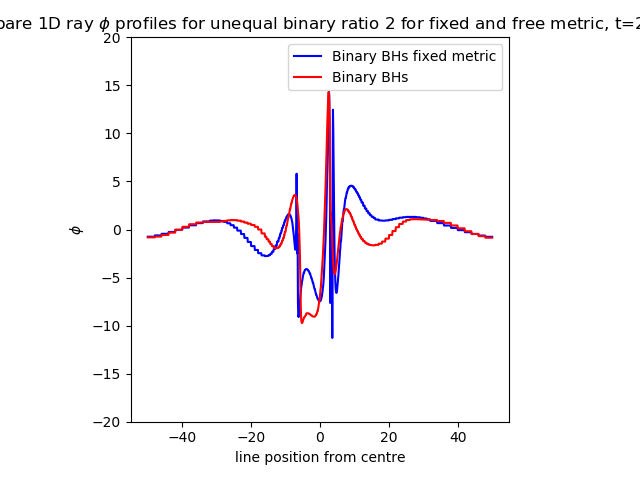 pare 1D ray ϕ profiles for unequal binary ratio 2 for fixed and free metric, t=2
Binary BHs fixed metric
Binary BHs
20
15
10
5
0
−5
−10
−15
−20
ϕ
−40 −20 0 20 40
line position from centre